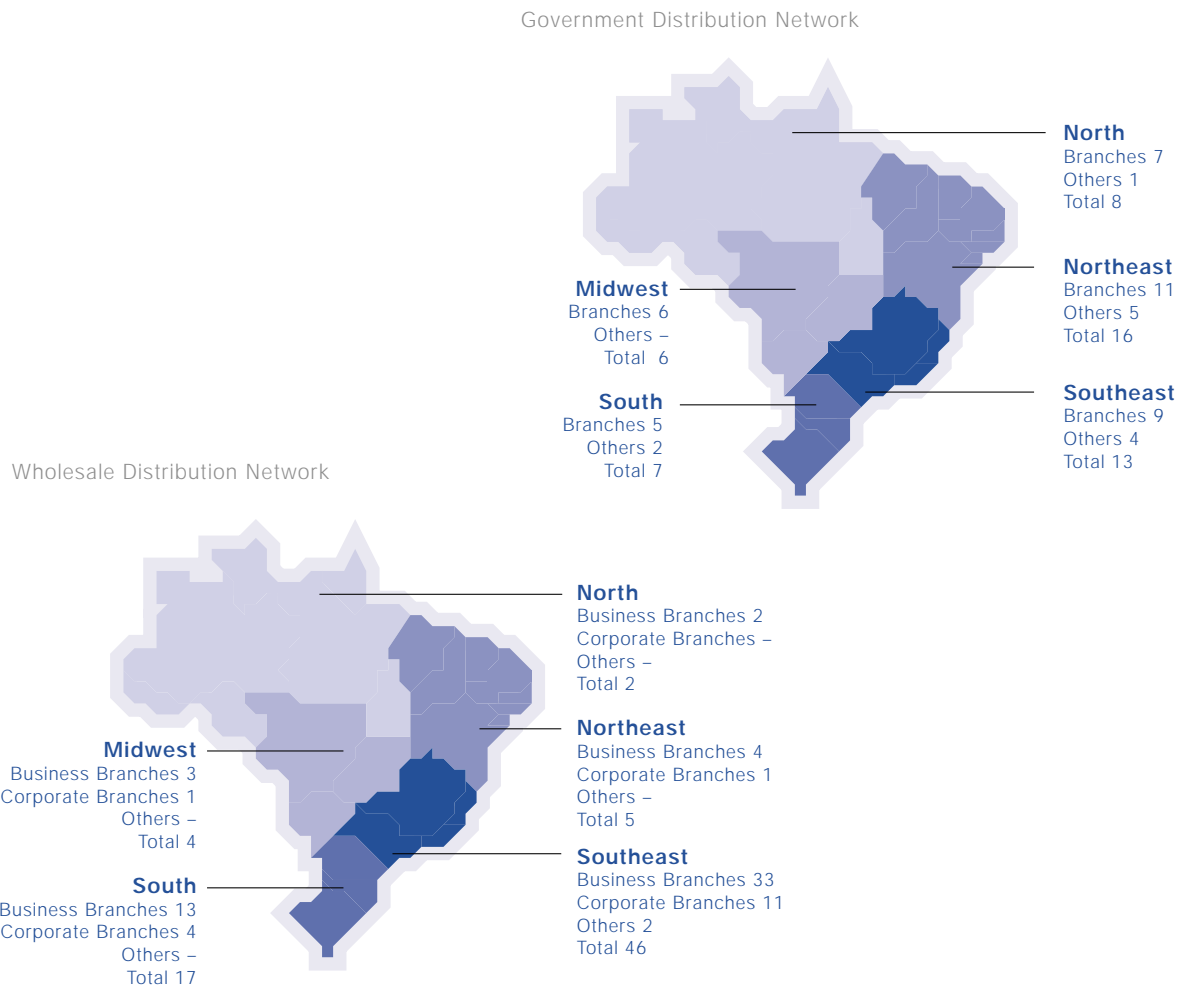 Government Distribution Network
North
Branches 7
Others 1
Total 8
Northeast
Branches 11
Others 5
Total 16
Midwest
Branches 6
Others –
Total 6
Southeast
Branches 9
Others 4
Total 13
South
Branches 5
Others 2
Total 7
Wholesale Distribution Network
North
Business Branches 2
Corporate Branches –
Others –
Total 2
Northeast
Business Branches 4
Corporate Branches 1
Others –
Total 5
Midwest
Business Branches 3
Corporate Branches 1
Others –
Total 4
Southeast
Business Branches 33
Corporate Branches 11
Others 2
Total 46
South
Business Branches 13
Corporate Branches 4
Others –
Total 17